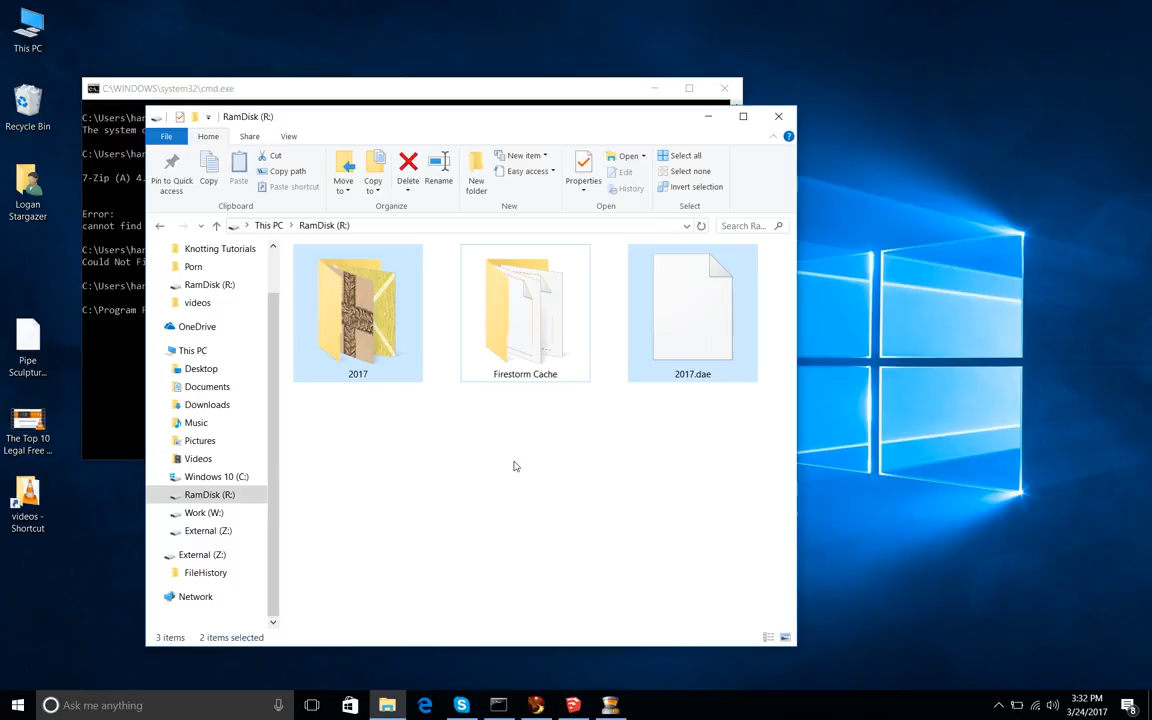 This PC
Recycle Bin
Logan
Stargazer
Pipe
Sculptur...
The Top 10
Legal Free ...
videos -
Shortcut
C:\WINDOWS\system32\cmd.exe
C:\Users\har
The system c
C:\Users\har
7-Zip (A) 4.
Error:
cannot find
C:\Users\har
Could Not Fi
C:\Users\har
C:\Program F
RamDisk (R:)
File Home Share View
Pin to Quick
access
Copy
Paste
Cut
Copy path
Paste shortcut
Clipboard
Move
to
Copy
to
Delete
Rename
Organize
New
folder
New item
Easy access
New
Properties
Open
Edit
History
Open
Select all
Select none
Invert selection
Select
This PC RamDisk (R:)
Search Ra...
Knotting Tutorials
Porn
RamDisk (R:)
videos
OneDrive
This PC
Desktop
Documents
Downloads
Music
Pictures
Videos
Windows 10 (C:)
RamDisk (R:)
Work (W:)
External (Z:)
External (Z:)
FileHistory
Network
2017
Firestorm Cache
2017.dae
3 items 2 items selected
Ask me anything
3:32 PM
3/24/2017
8